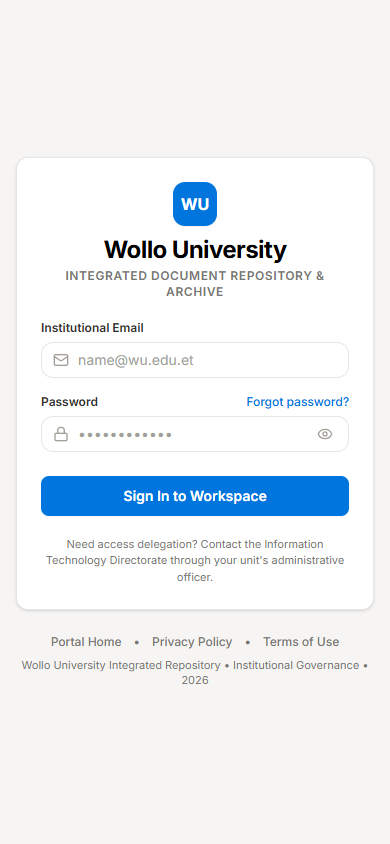 WU
Wollo University
INTEGRATED DOCUMENT REPOSITORY &
ARCHIVE
Institutional Email
name@wu.edu.et
Password Forgot password?
••••••••••••
Sign In to Workspace
Need access delegation? Contact the Information
Technology Directorate through your unit's administrative
officer.
Portal Home • Privacy Policy • Terms of Use
Wollo University Integrated Repository • Institutional Governance •
2026